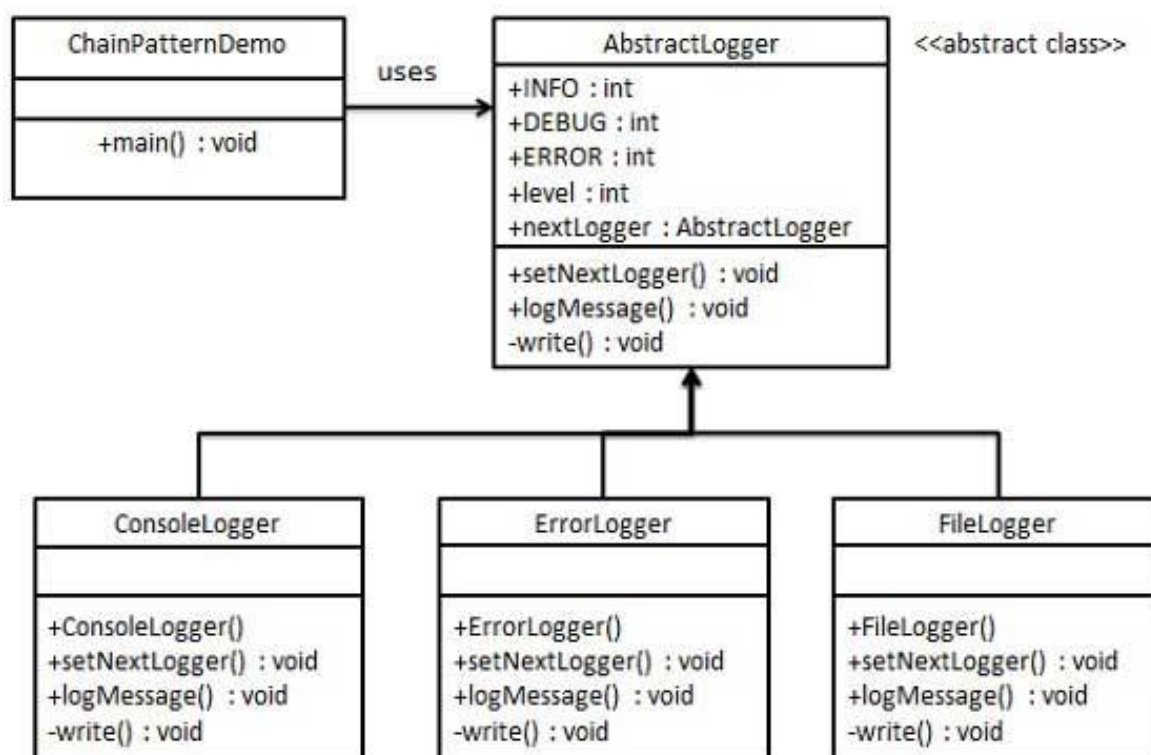 ChainPatternDemo
+main() : void
uses
AbstractLogger
+INFO : int
+DEBUG : int
+ERROR : int
+level : int
+nextLogger : AbstractLogger
+setNextLogger() : void
+logMessage() : void
-write() : void
<<abstract class>>
ConsoleLogger
+ConsoleLogger()
+setNextLogger() : void
+logMessage() : void
-write() : void
ErrorLogger
+ErrorLogger()
+setNextLogger() : void
+logMessage() : void
-write() : void
FileLogger
+FileLogger()
+setNextLogger() : void
+logMessage() : void
-write() : void